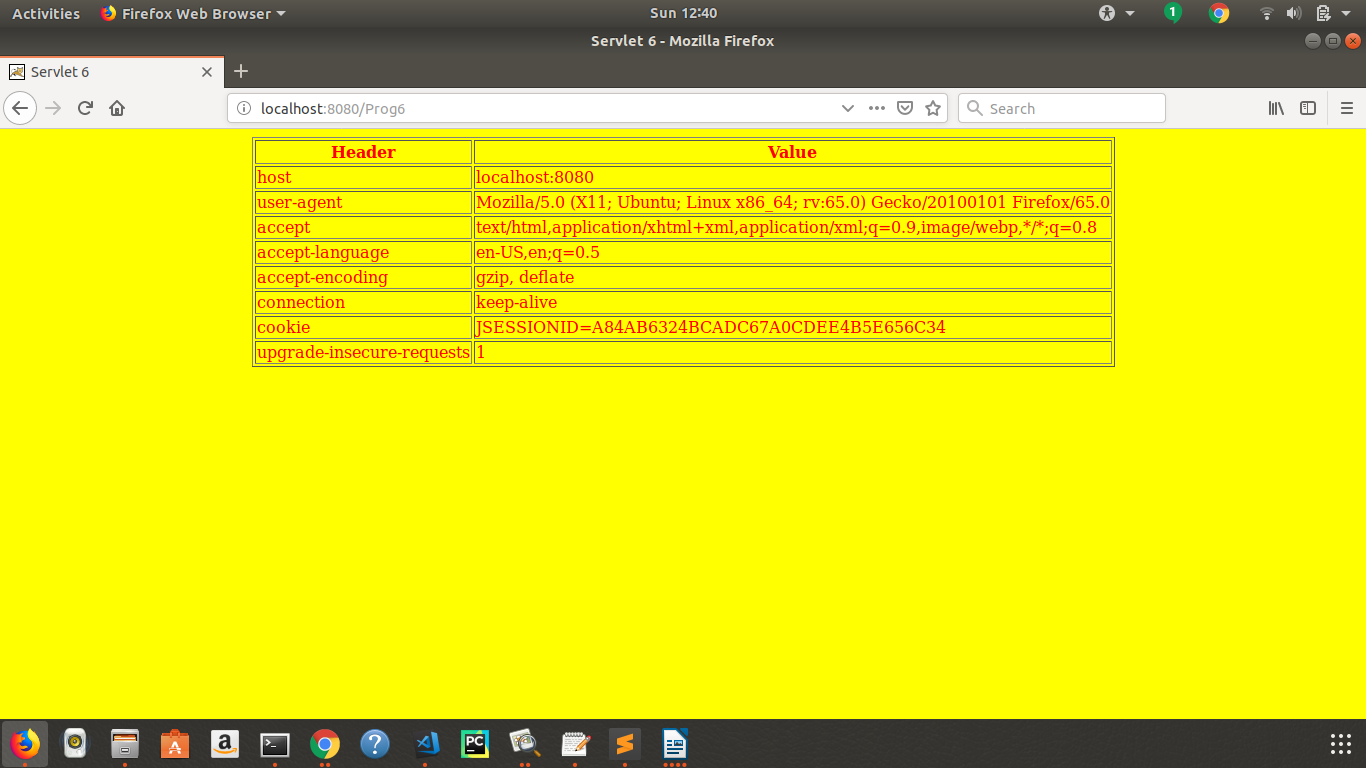 Activities Firefox Web Browser Sun 12:40 1
Servlet 6 - Mozilla Firefox
Servlet 6
localhost:8080/Prog6 Search
Header Value
host localhost:8080
user-agent Mozilla/5.0 (X11; Ubuntu; Linux x86_64; rv:65.0) Gecko/20100101 Firefox/65.0
accept text/html,application/xhtml+xml,application/xml;q=0.9,image/webp,*/*;q=0.8
accept-language en-US,en;q=0.5
accept-encoding gzip, deflate
connection keep-alive
cookie JSESSIONID=A84AB6324BCADC67A0CDEE4B5E656C34
upgrade-insecure-requests 1
PC